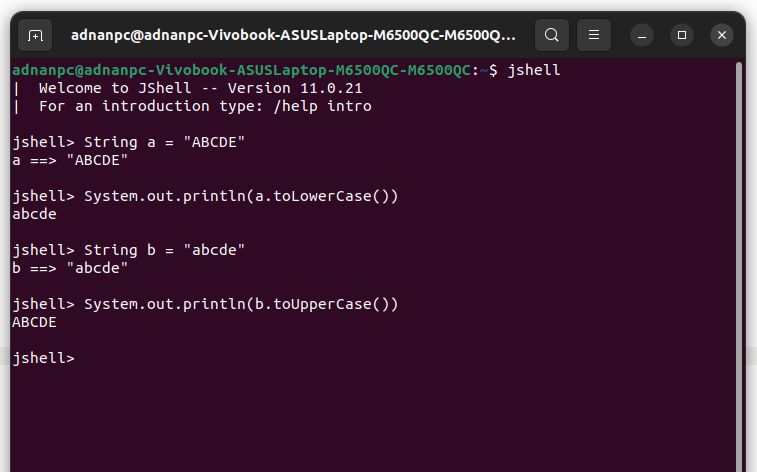 adnanpc@adnanpc-Vivobook-ASUSLaptop-M6500QC-M6500Q...
adnanpc@adnanpc-Vivobook-ASUSLaptop-M6500QC-M6500QC:~$ jshell
|  Welcome to JShell -- Version 11.0.21
|  For an introduction type: /help intro
jshell> String a = "ABCDE"
a ==> "ABCDE"
jshell> System.out.println(a.toLowerCase())
abcde
jshell> String b = "abcde"
b ==> "abcde"
jshell> System.out.println(b.toUpperCase())
ABCDE
jshell>